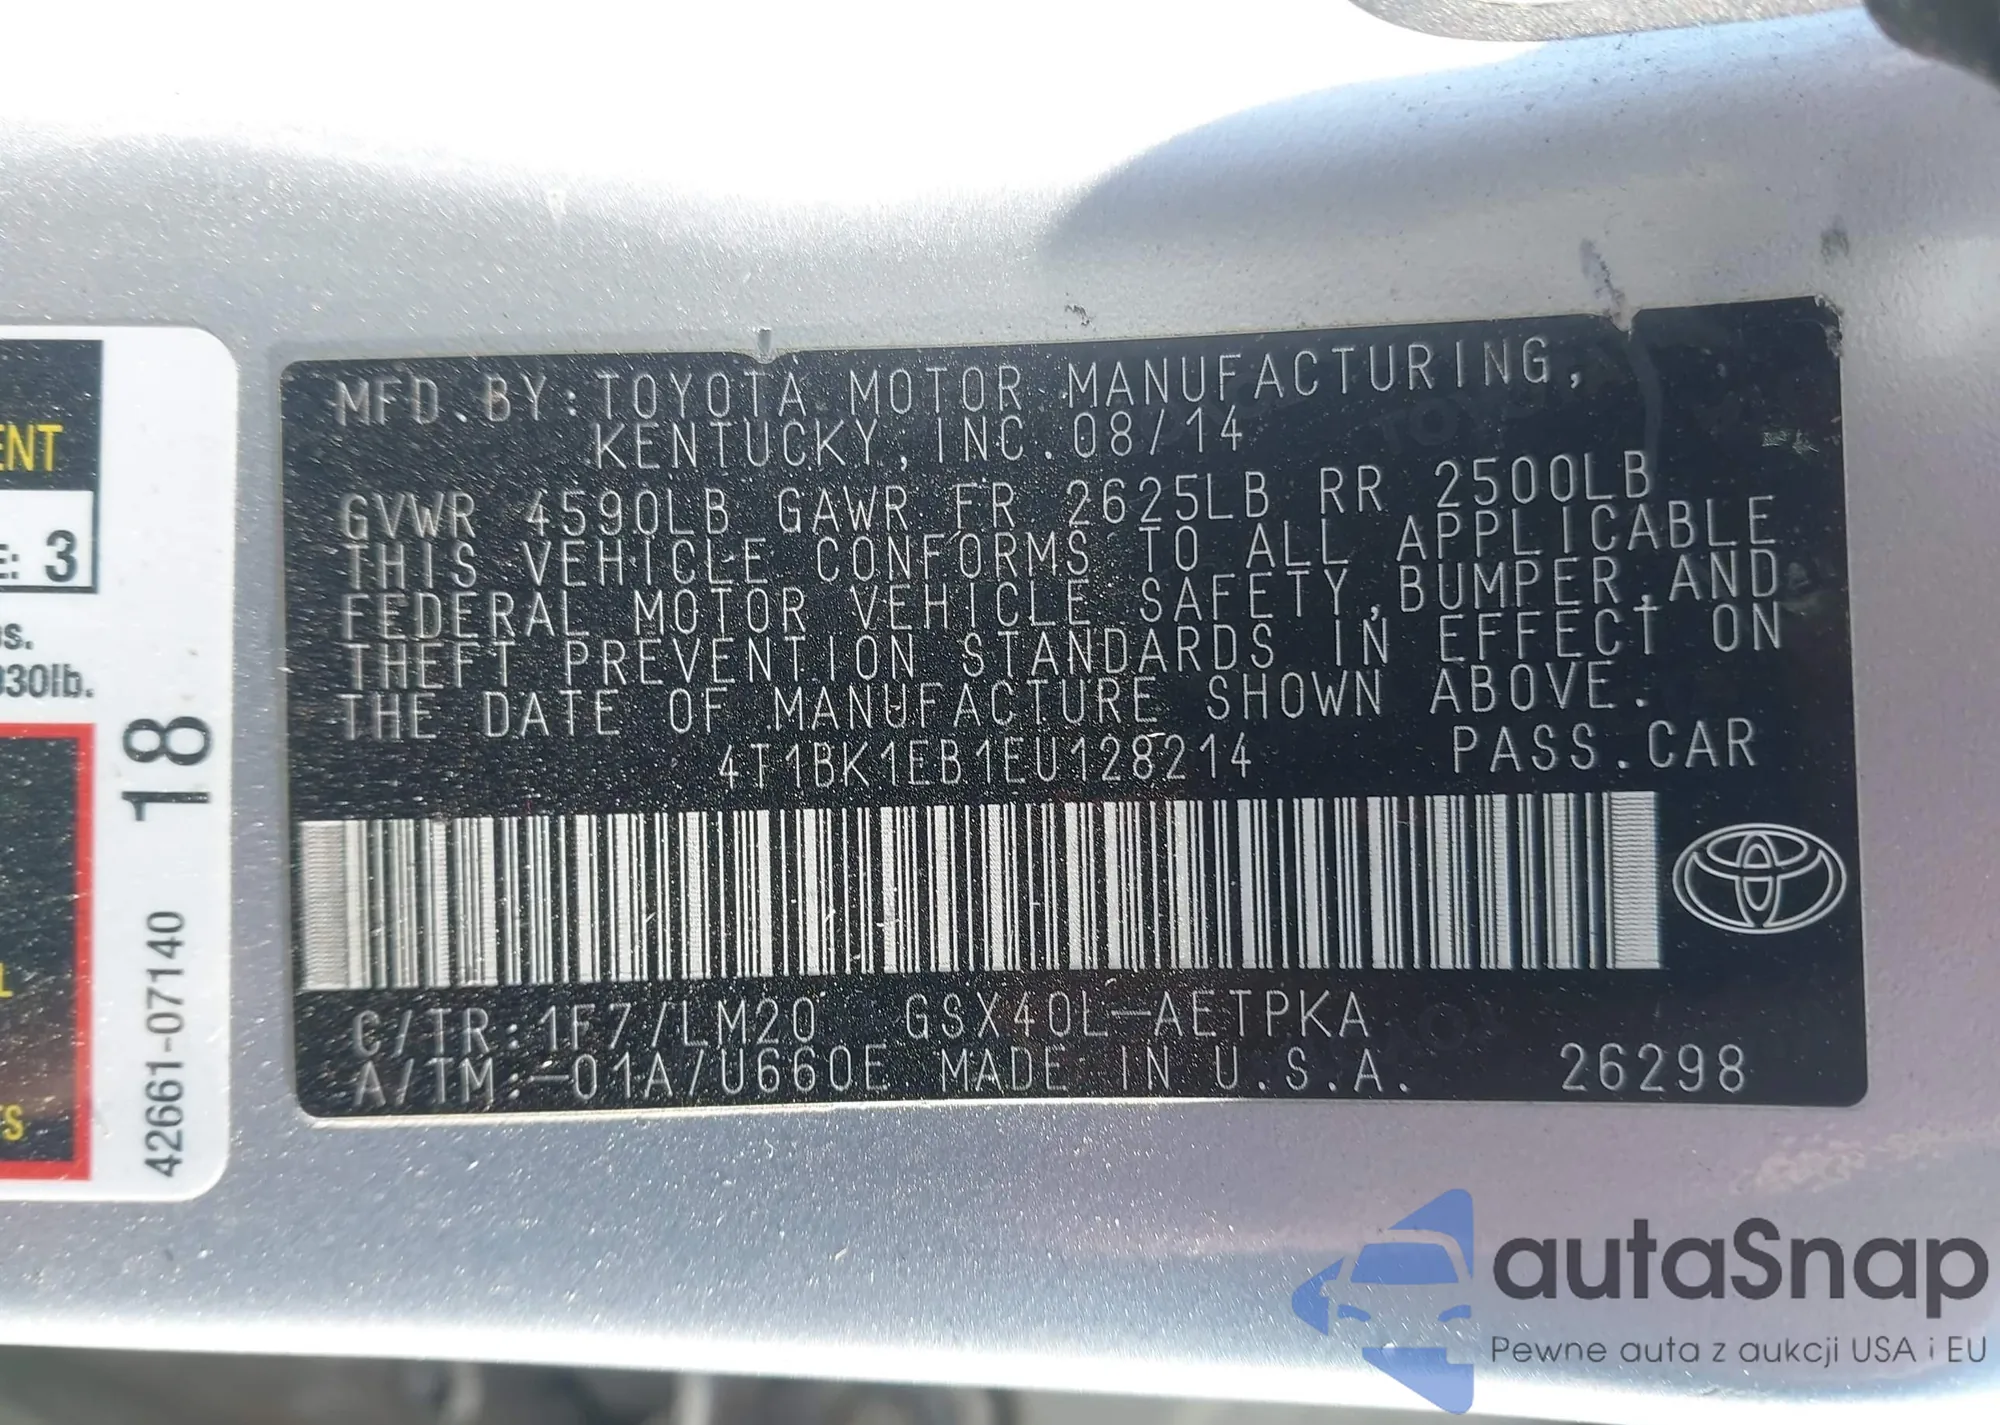 ENT
E: 3
s.
030lb.
18
42661-07140
L
S
MFD.BY:TOYOTA MOTOR MANUFACTURING,
KENTUCKY, INC.08/14
GVWR 4590LB GAWR FR 2625LB RR 2500LB
THIS VEHICLE CONFORMS TO ALL APPLICABLE
FEDERAL MOTOR VEHICLE SAFETY,BUMPER,AND
THEFT PREVENTION STANDARDS IN EFFECT ON
THE DATE OF MANUFACTURE SHOWN ABOVE.
4T1BK1EB1EU128214 PASS.CAR
C/TR:1F7/LM20 GSX40L-AETPKA
A/TM:-01A/U660E MADE IN U.S.A. 26298
autaSnap
Pewne auta z aukcji USA i EU